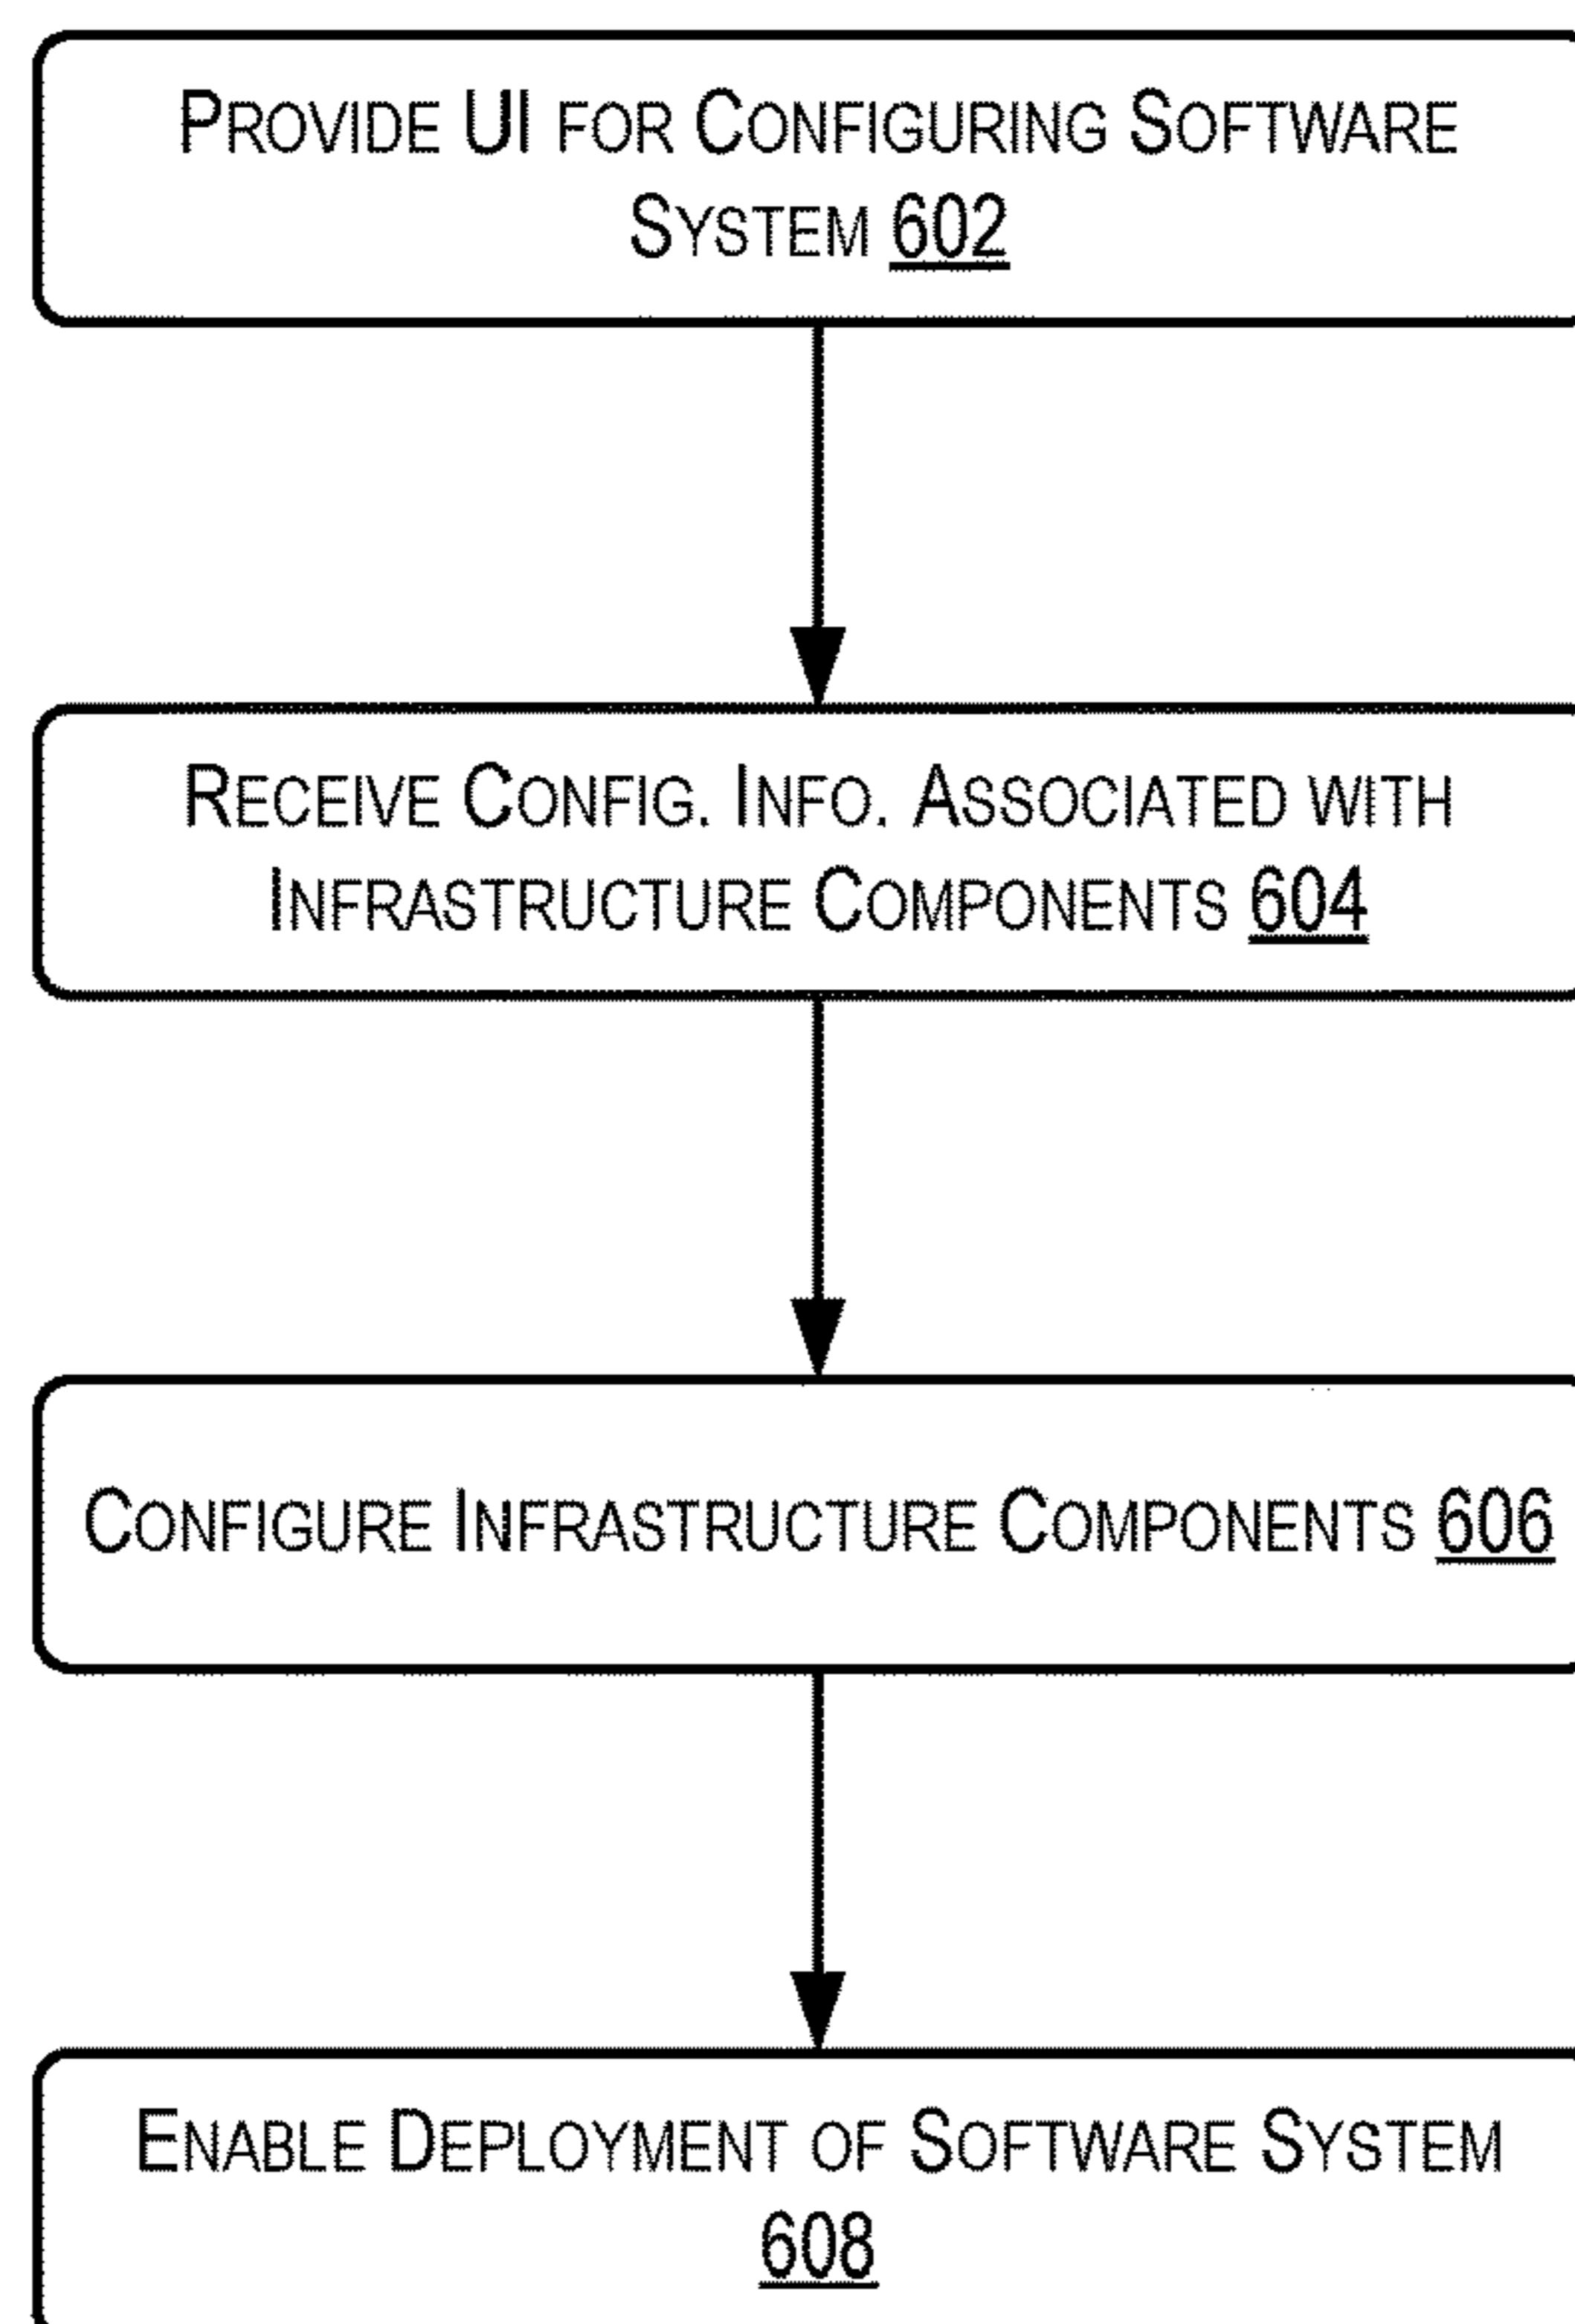 PROVIDE UI FOR CONFIGURING SOFTWARE
SYSTEM 602
RECEIVE CONFIG. INFO. ASSOCIATED WITH
INFRASTRUCTURE COMPONENTS 604
CONFIGURE INFRASTRUCTURE COMPONENTS 606
ENABLE DEPLOYMENT OF SOFTWARE SYSTEM
608